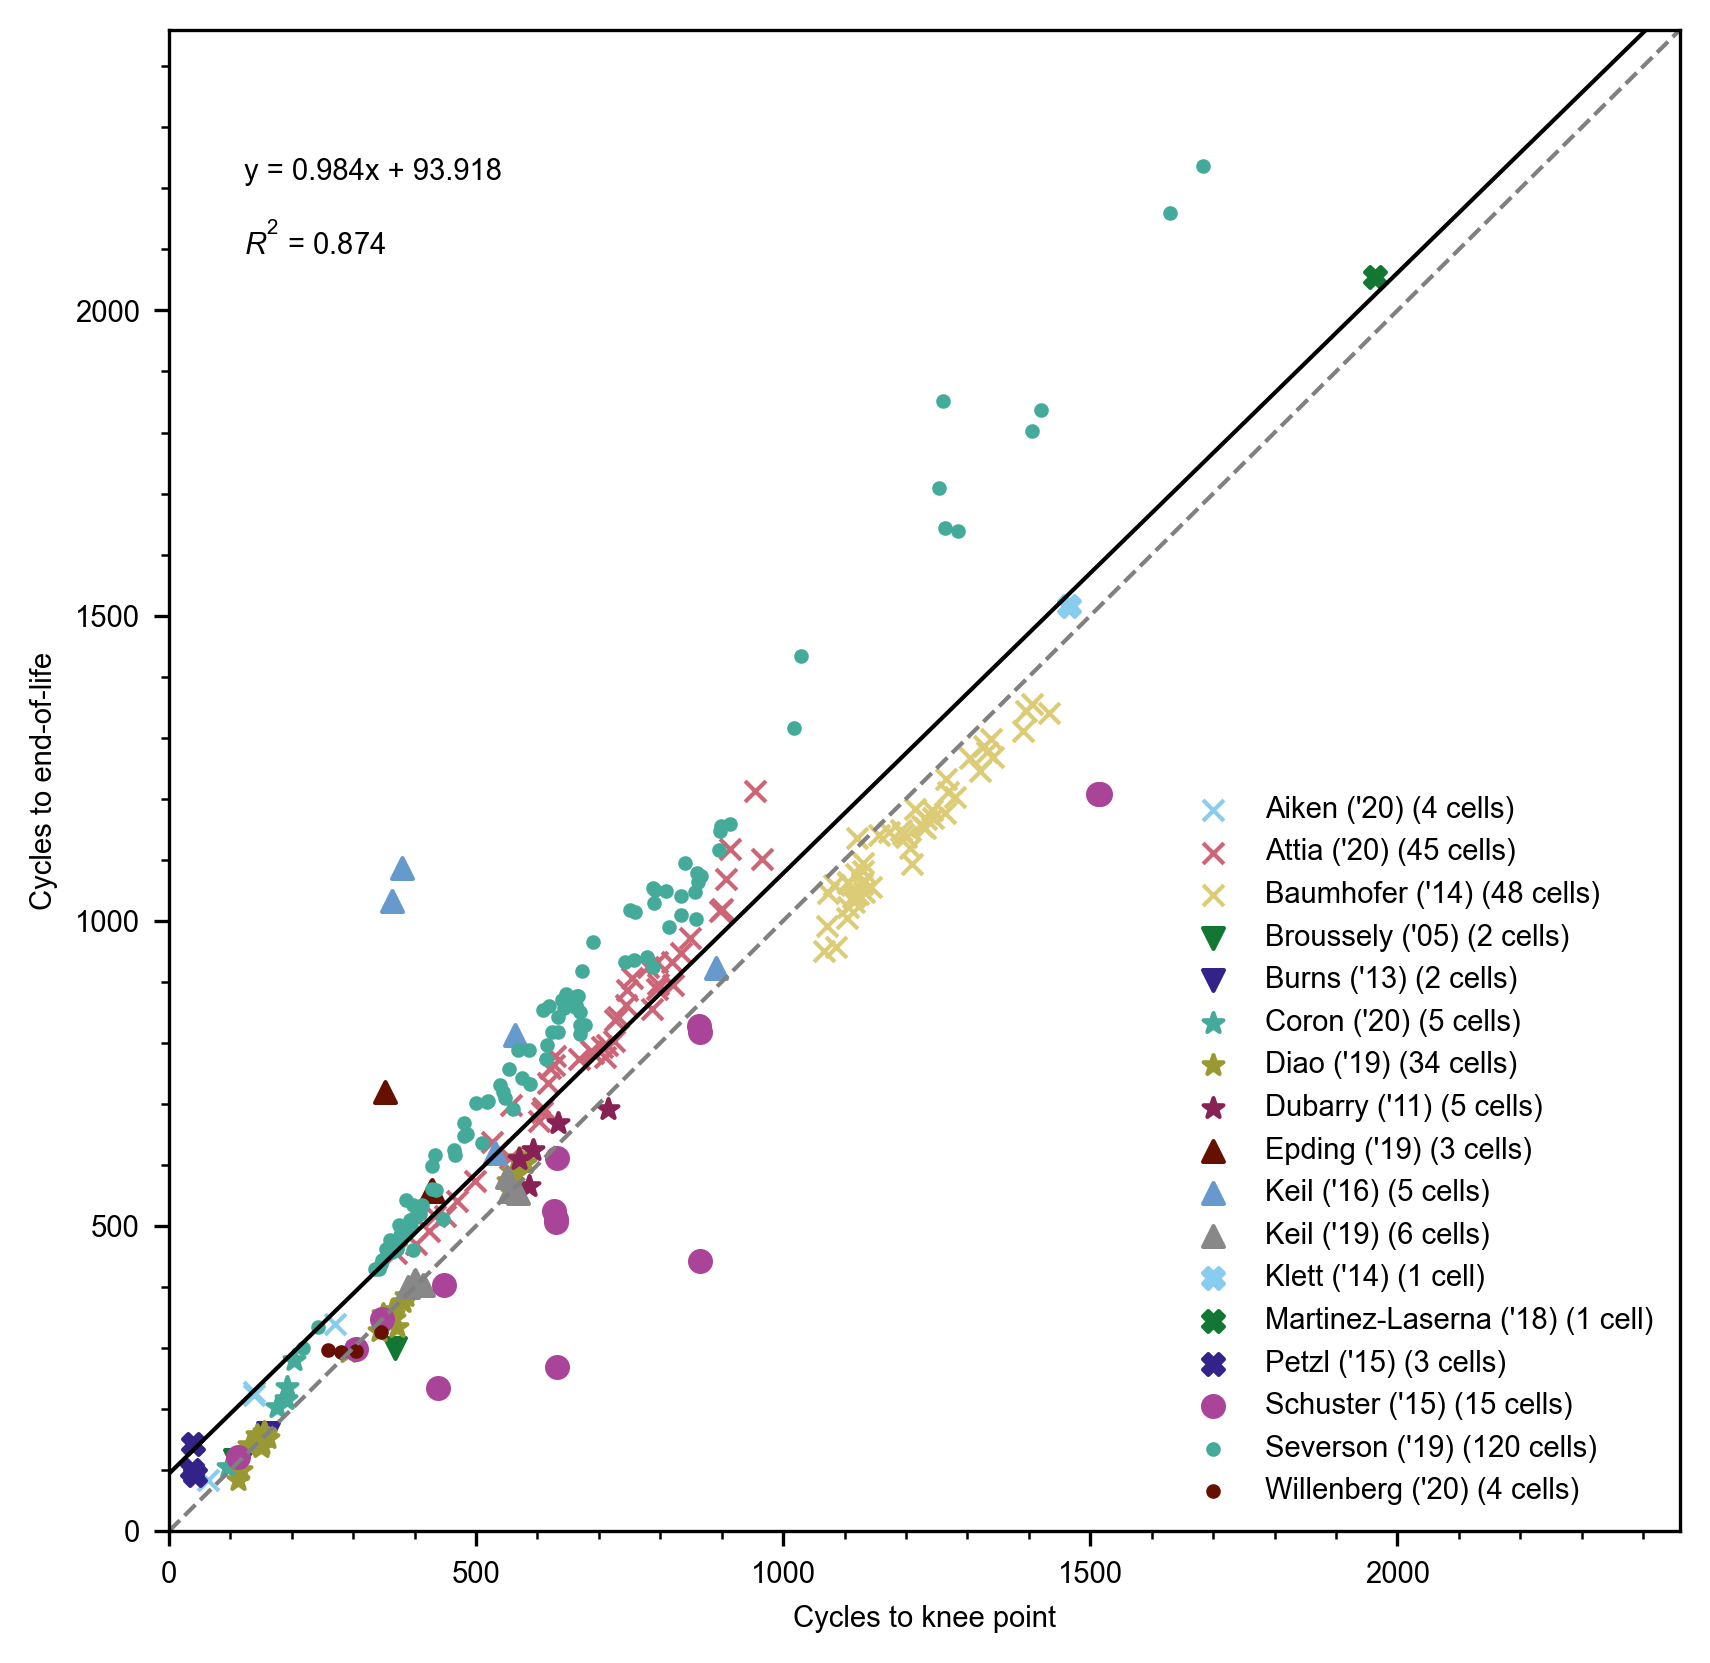 y = 0.984x + 93.918
R² = 0.874
2000
1500
1000
500
0
Cycles to end-of-life
0 500 1000 1500 2000
Cycles to knee point
Aiken ('20) (4 cells)
Attia ('20) (45 cells)
Baumhofer ('14) (48 cells)
Broussely ('05) (2 cells)
Burns ('13) (2 cells)
Coron ('20) (5 cells)
Diao ('19) (34 cells)
Dubarry ('11) (5 cells)
Epding ('19) (3 cells)
Keil ('16) (5 cells)
Keil ('19) (6 cells)
Klett ('14) (1 cell)
Martinez-Laserna ('18) (1 cell)
Petzl ('15) (3 cells)
Schuster ('15) (15 cells)
Severson ('19) (120 cells)
Willenberg ('20) (4 cells)